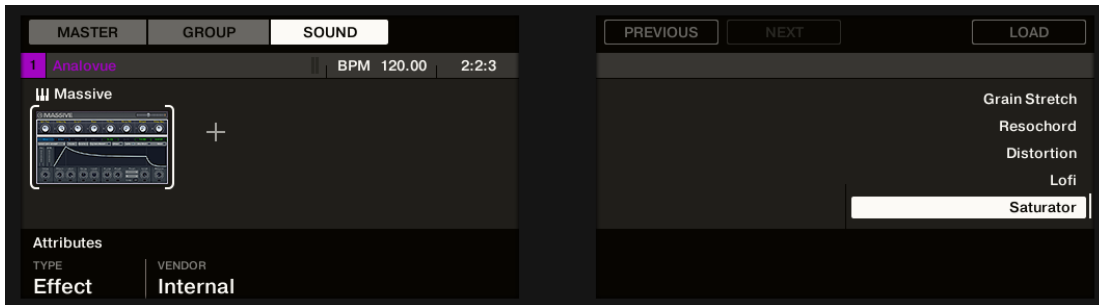 MASTER GROUP SOUND PREVIOUS NEXT LOAD
1 Analovue BPM 120.00 2:2:3
Massive
MASSIVE
Grain Stretch
Resochord
Distortion
Lofi
Saturator
Attributes
TYPE VENDOR
Effect Internal